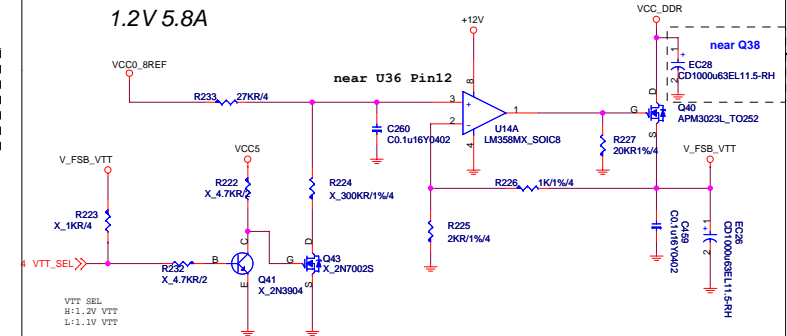 1.2V 5.8A
+12V
VCC_DDR
near Q38
VCC0_8REF
near U36 Pin12
EC28
CD1000u63EL11.5-RH
R233
27KR/4
8
3
+
1
2
-
4
U14A
LM358MX_SOIC8
G
D
S
Q40
APM3023L_TO252
C260
C0.1u16Y0402
R227
20KR1%/4
V_FSB_VTT
VCC5
V_FSB_VTT
R222
X_4.7KR/2
R224
X_300KR/1%/4
R226
1K/1%/4
R223
X_1KR/4
R225
2KR/1%/4
C459
C0.1u16Y0402
EC26
CD1000u63EL11.5-RH
1
2
4 VTT_SEL
R232
X_4.7KR/2
B
C
E
Q41
X_2N3904
G
D
S
Q43
X_2N7002S
VTT SEL
H:1.2V VTT
L:1.1V VTT